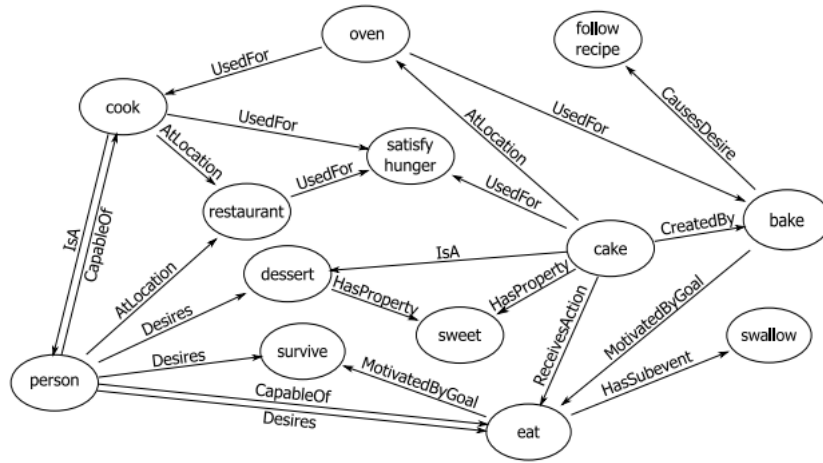 oven
follow
recipe
UsedFor
cook
UsedFor
AtLocation
UsedFor
CausesDesire
AtLocation
satisfy
hunger
UsedFor
UsedFor
restaurant
bake
CreatedBy
cake
IsA
CapableOf
IsA
AtLocation
dessert
HasProperty
HasProperty
Desires
sweet
ReceivesAction
MotivatedByGoal
swallow
survive
Desires
MotivatedByGoal
HasSubevent
person
CapableOf
Desires
eat